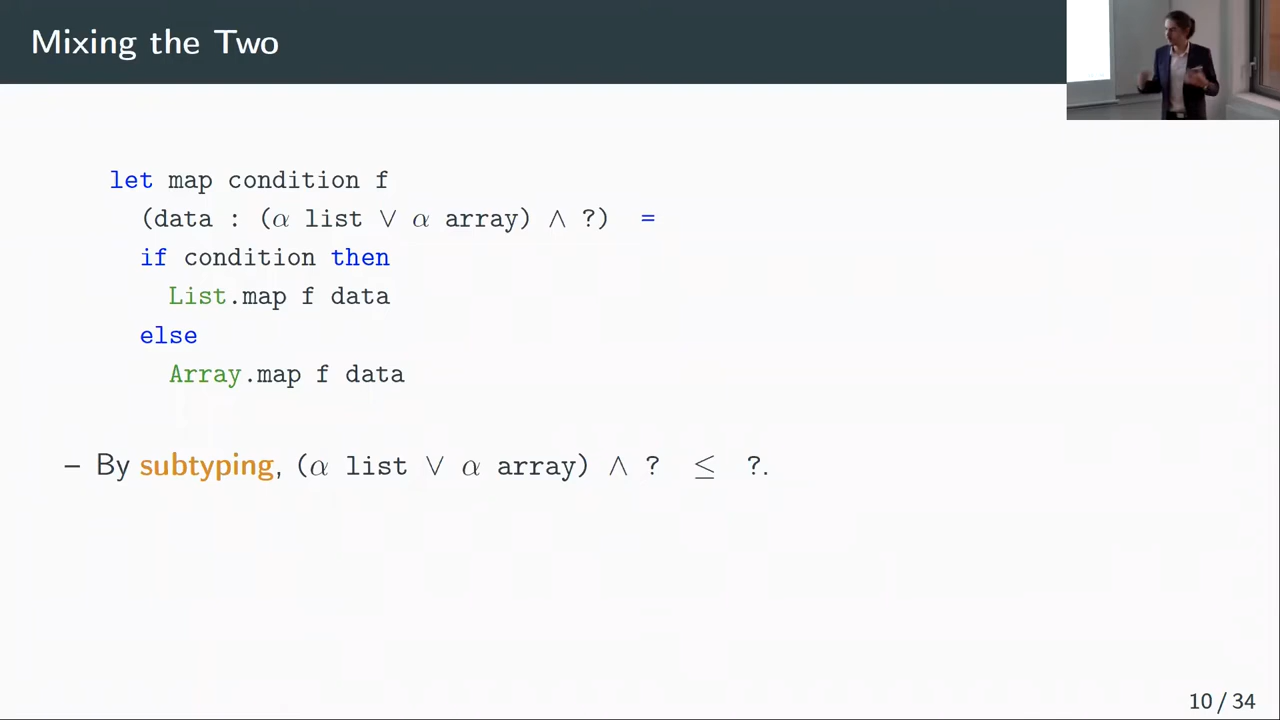 Mixing the Two
let map condition f
(data : (α list ∨ α array) ∧ ?) =
if condition then
List.map f data
else
Array.map f data
– By subtyping, (α list ∨ α array) ∧ ? ≤ ?.
10 / 34